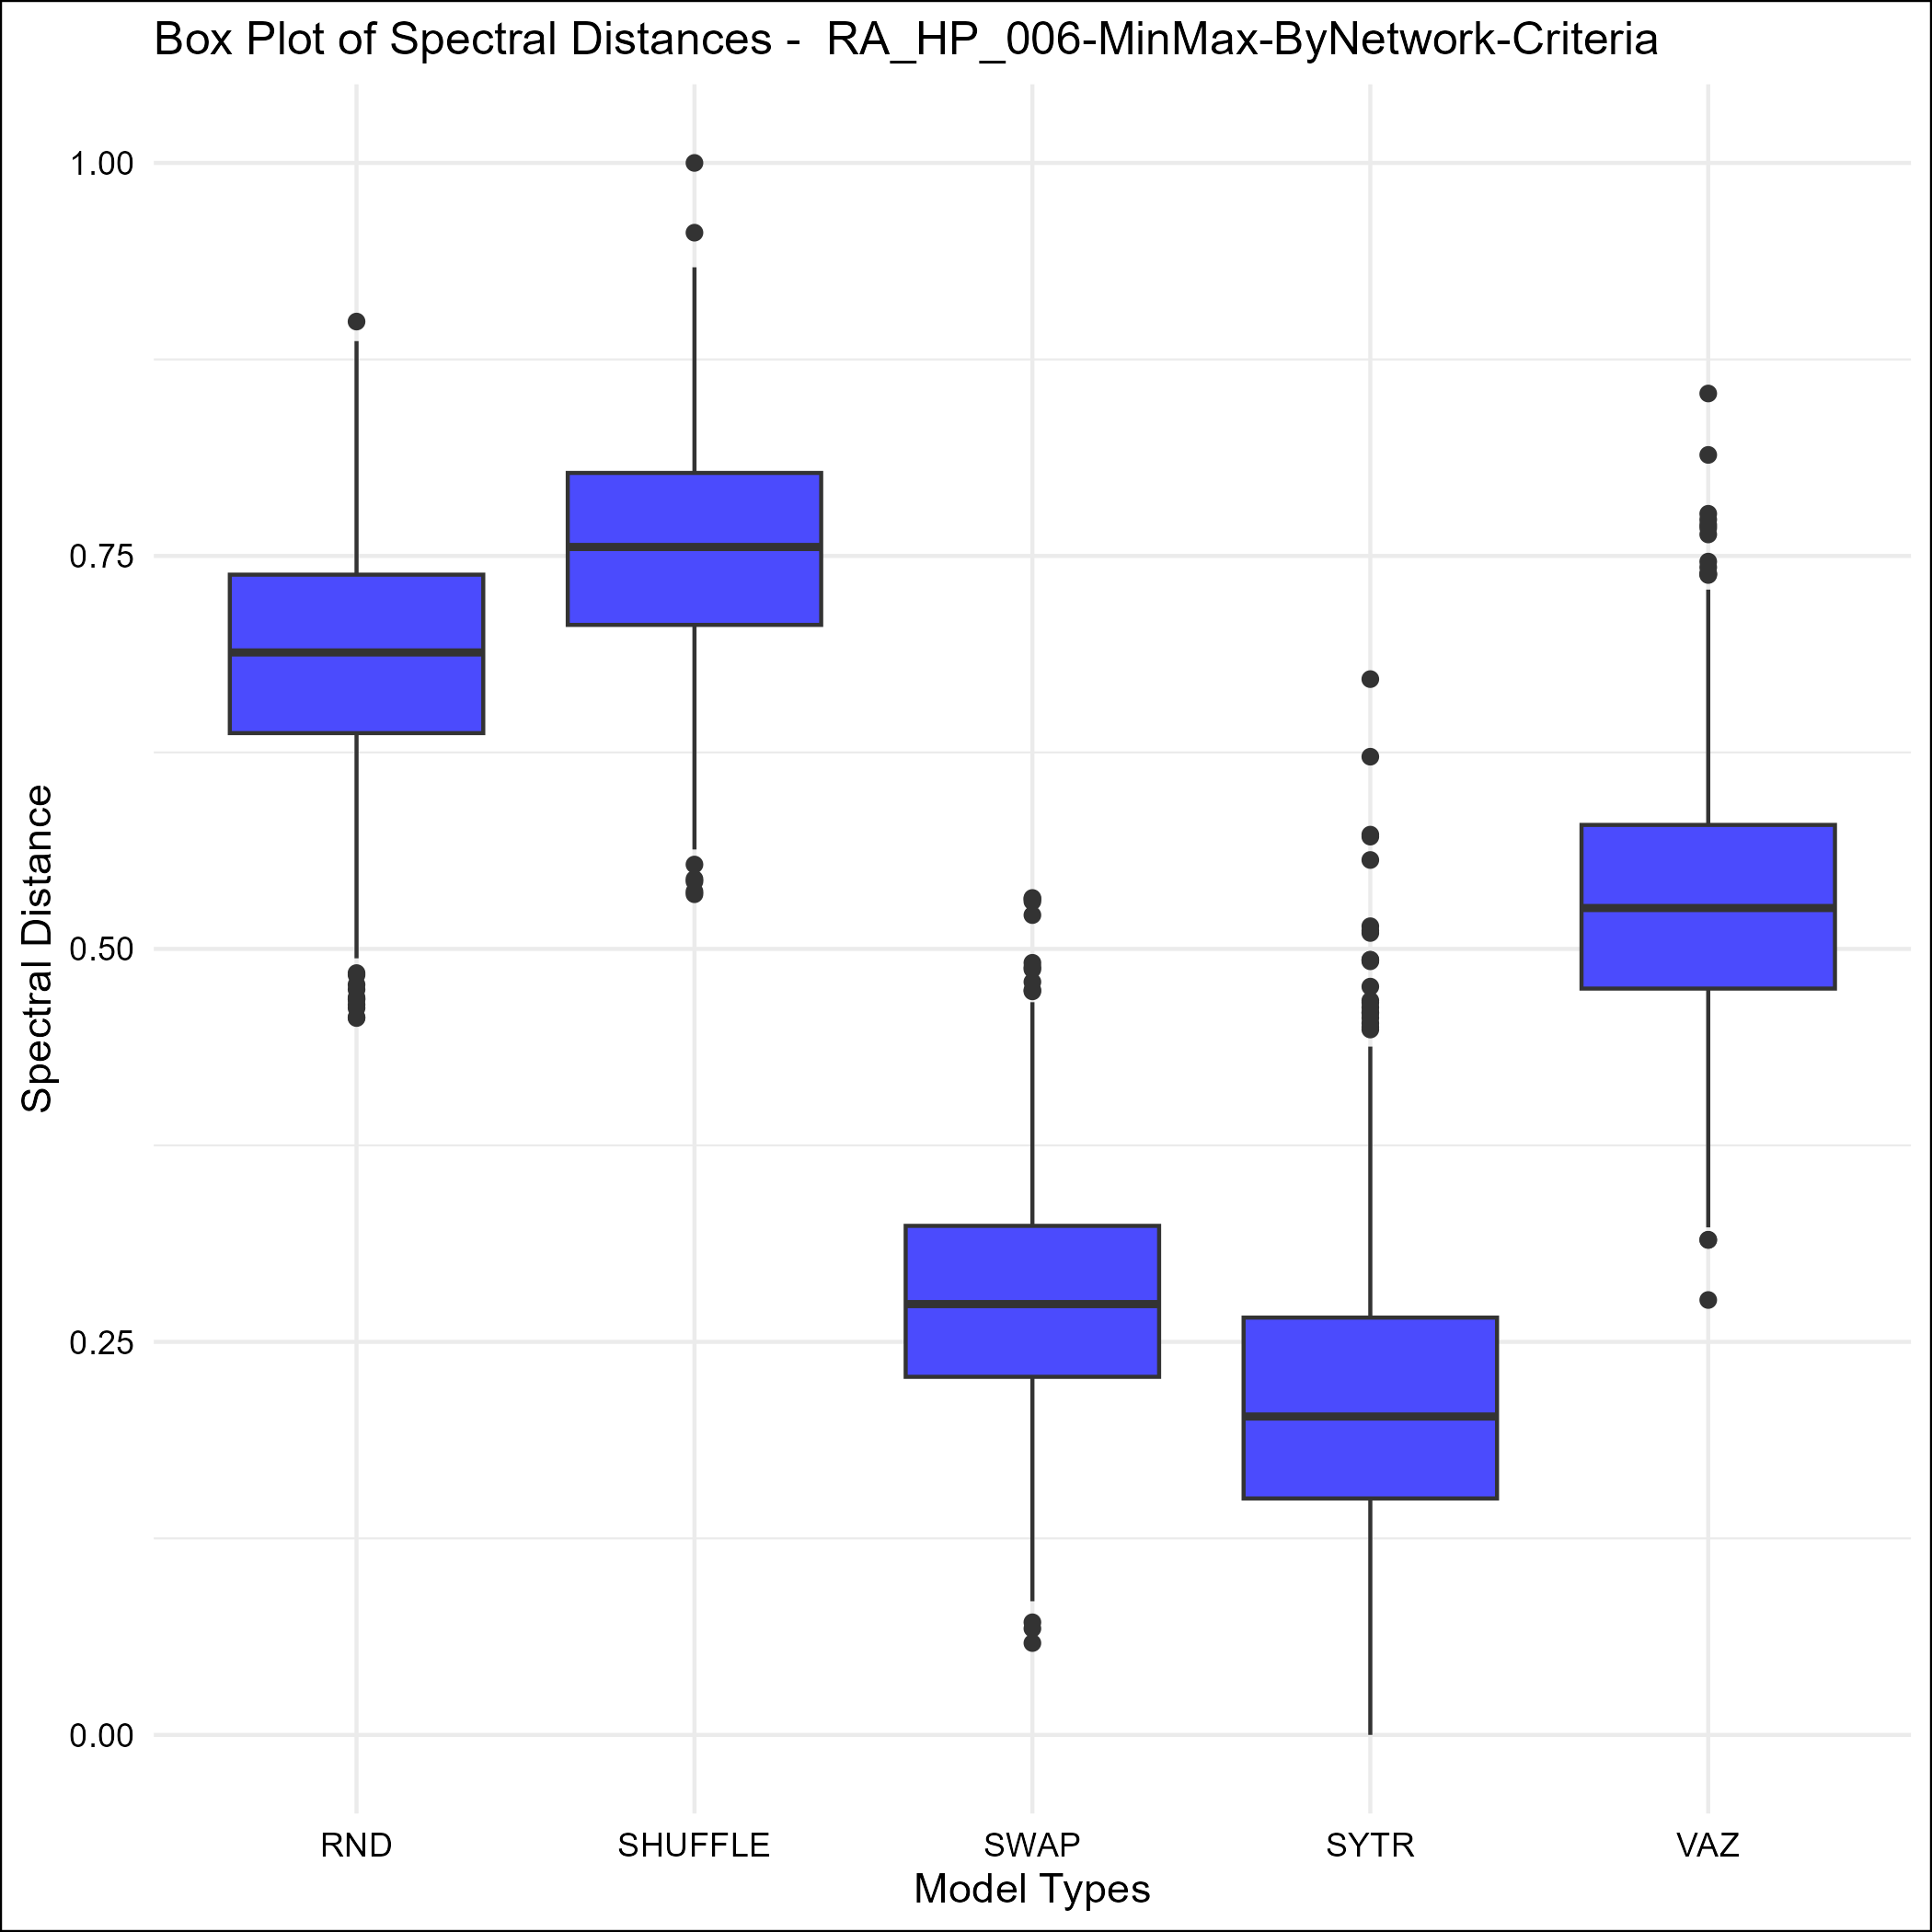 Box Plot of Spectral Distances -  RA_HP_006-MinMax-ByNetwork-Criteria
1.00
0.75
0.50
0.25
0.00
Spectral Distance
RND SHUFFLE SWAP SYTR VAZ
Model Types